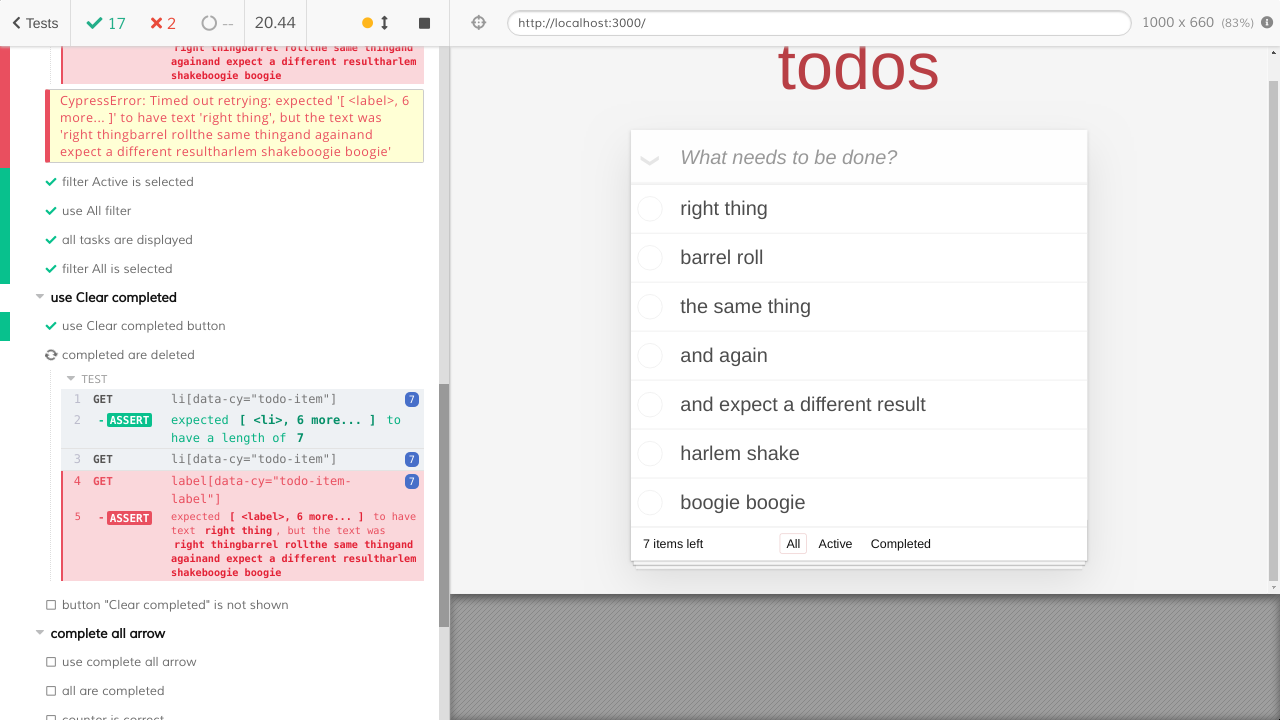 Tests 17 2 -- 20.44
http://localhost:3000/ 1000 x 660 (83%)
right thingbarrel rollthe same thingand
againand expect a different resultharlem
shakeboogie boogie
CypressError: Timed out retrying: expected '[ <label>, 6
more... ]' to have text 'right thing', but the text was
'right thingbarrel rollthe same thingand againand
expect a different resultharlem shakeboogie boogie'
filter Active is selected
use All filter
all tasks are displayed
filter All is selected
use Clear completed
use Clear completed button
completed are deleted
TEST
1 GET li[data-cy="todo-item"] 7
2 - ASSERT expected [ <li>, 6 more... ] to
have a length of 7
3 GET li[data-cy="todo-item"] 7
4 GET label[data-cy="todo-item-
label"] 7
5 - ASSERT expected [ <label>, 6 more... ] to have
text right thing , but the text was
right thingbarrel rollthe same thingand
againand expect a different resultharlem
shakeboogie boogie
button "Clear completed" is not shown
complete all arrow
use complete all arrow
all are completed
counter is correct
todos
What needs to be done?
right thing
barrel roll
the same thing
and again
and expect a different result
harlem shake
boogie boogie
7 items left All Active Completed